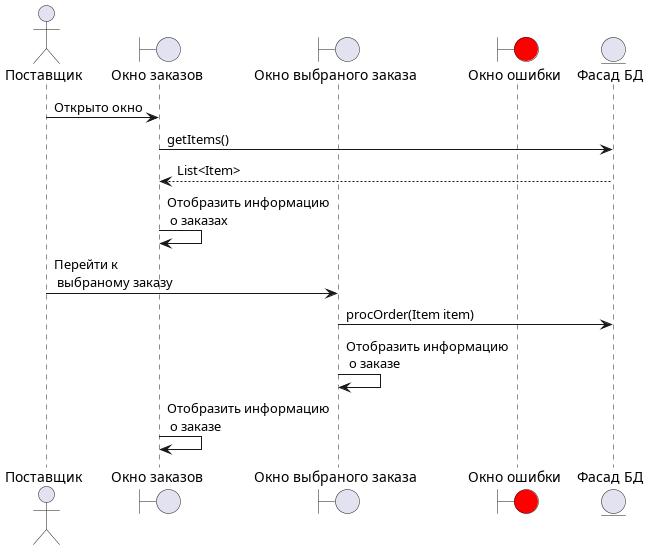 Поставщик
Окно заказов
Окно выбраного заказа
Окно ошибки
Фасад БД
Открыто окно
getItems()
List<Item>
Отобразить информацию
о заказах
Перейти к
выбраному заказу
procOrder(Item item)
Отобразить информацию
о заказе
Отобразить информацию
о заказе
Поставщик
Окно заказов
Окно выбраного заказа
Окно ошибки
Фасад БД